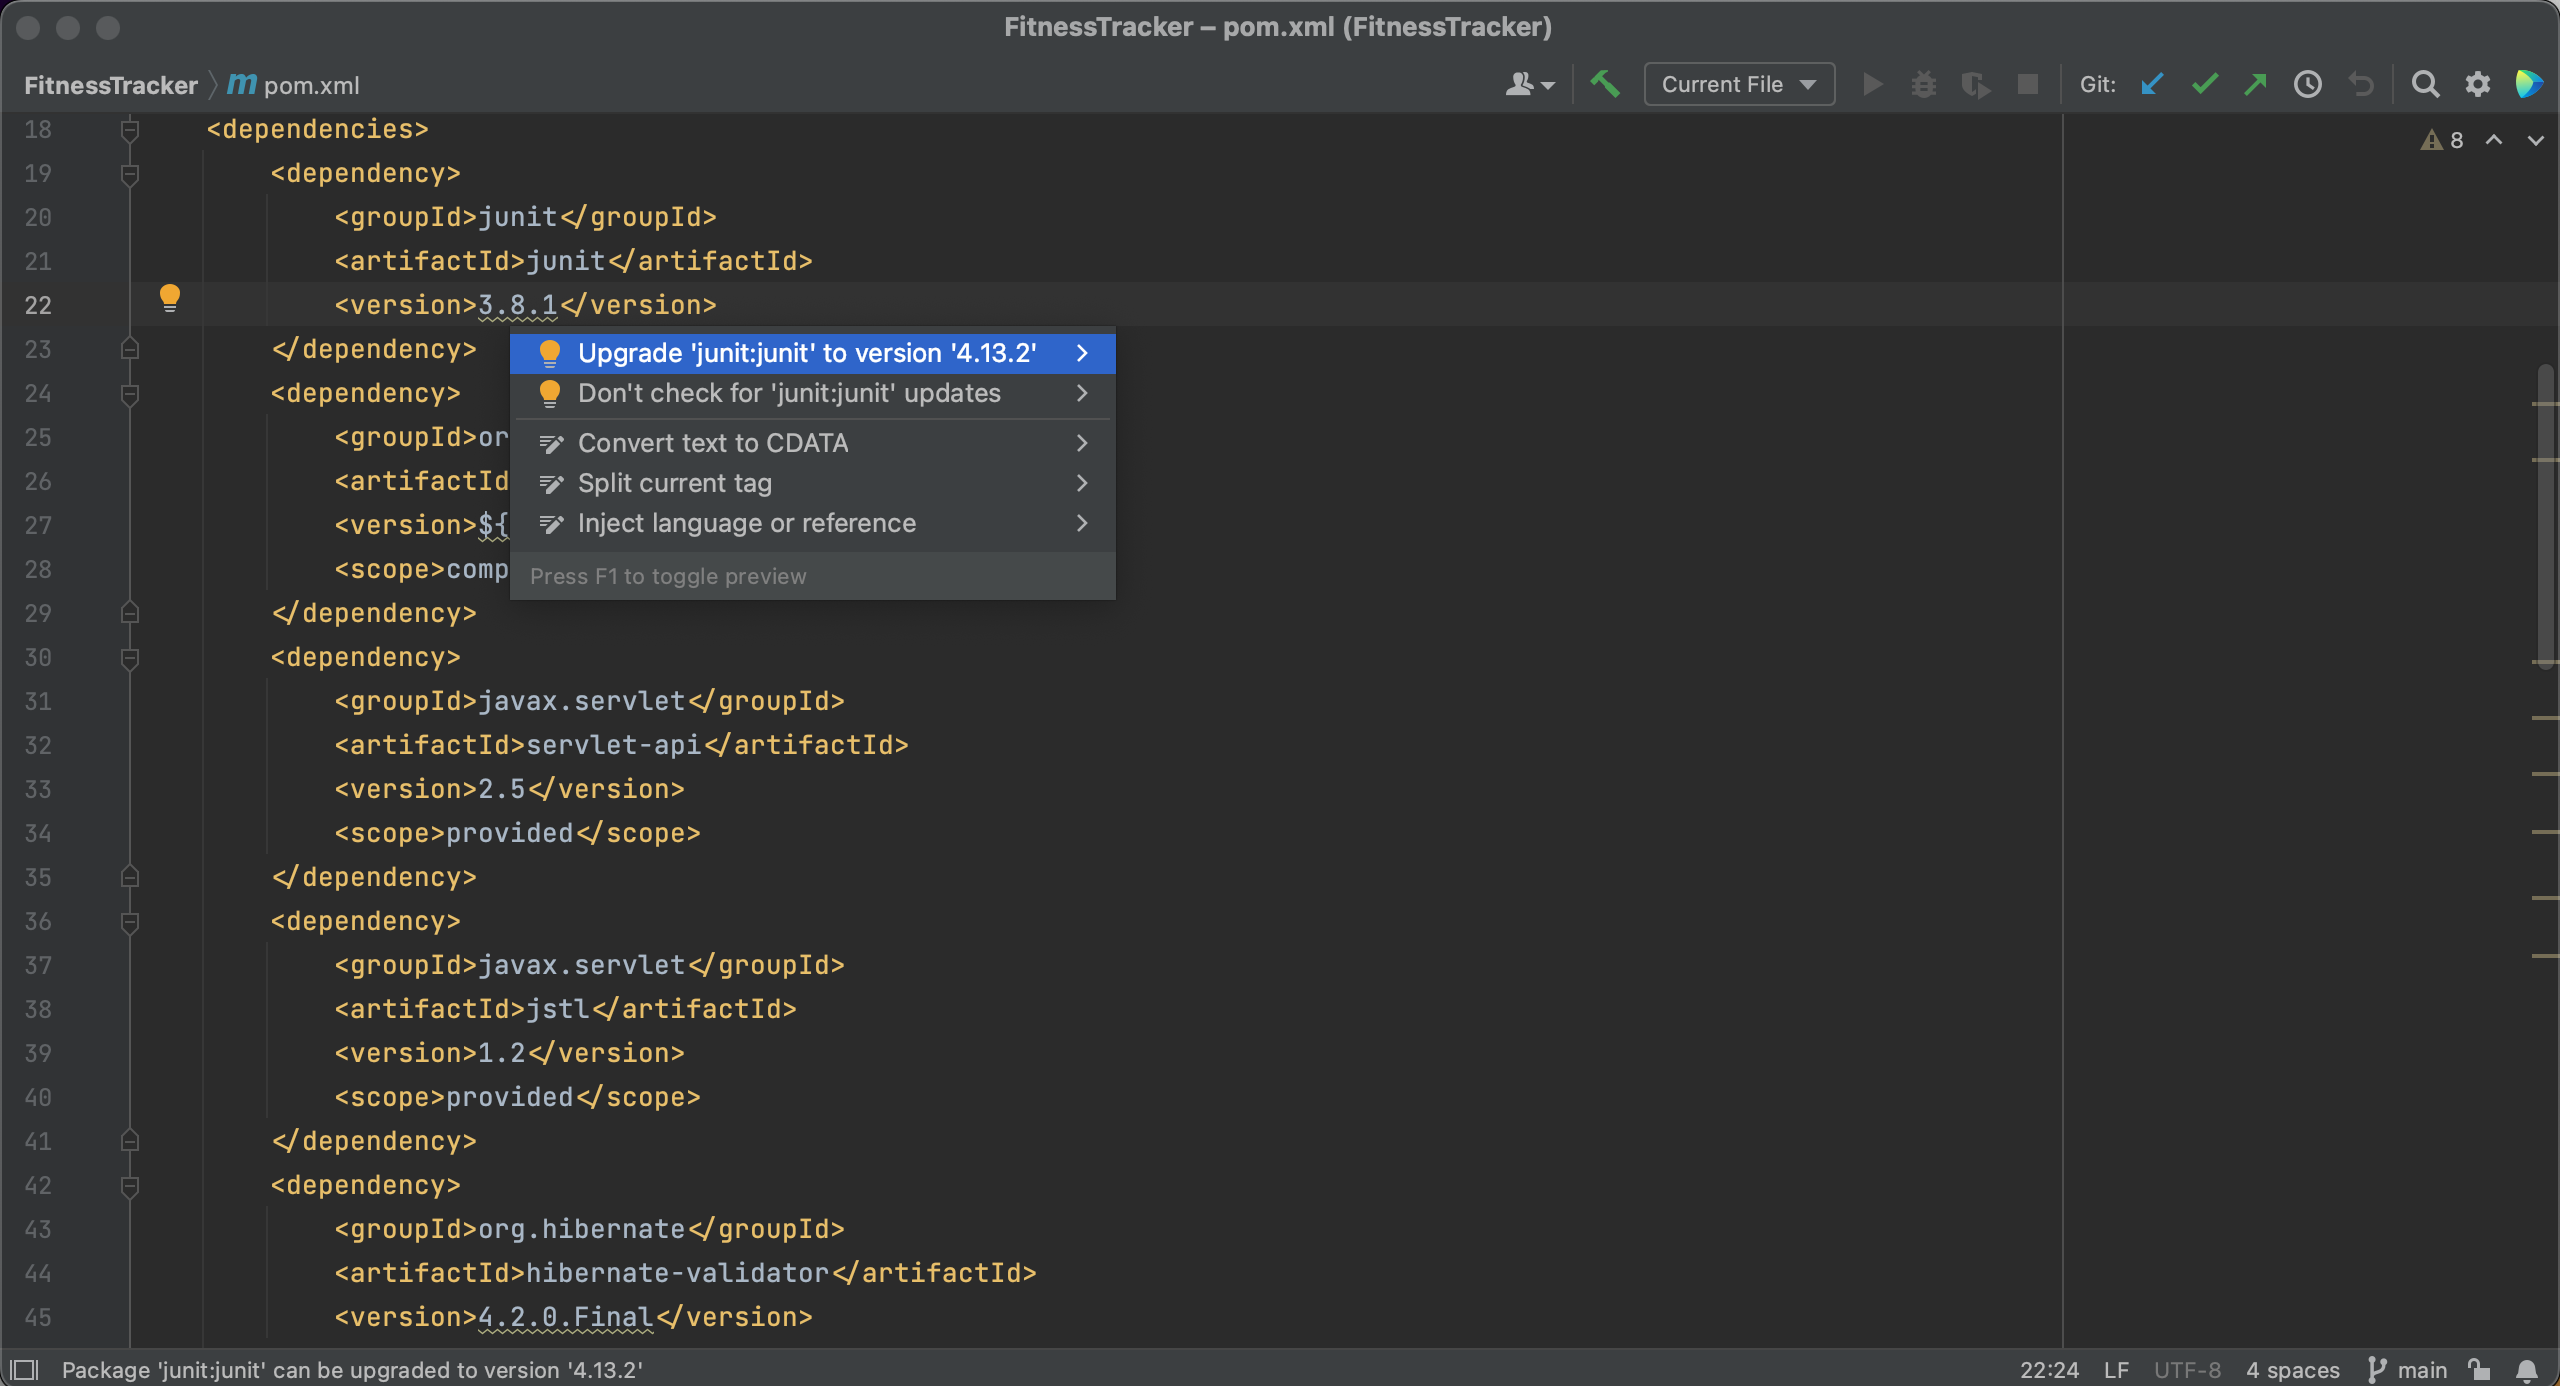 FitnessTracker – pom.xml (FitnessTracker)
FitnessTracker pom.xml Current File Git:
18 <dependencies> 8
19 <dependency>
20 <groupId>junit</groupId>
21 <artifactId>junit</artifactId>
22 <version>3.8.1</version>
23 </dependency>
Upgrade 'junit:junit' to version '4.13.2'
Don't check for 'junit:junit' updates
Convert text to CDATA
Split current tag
Inject language or reference
Press F1 to toggle preview
24 <dependency>
25 <groupId>or
26 <artifactId
27 <version>${
28 <scope>comp
29 </dependency>
30 <dependency>
31 <groupId>javax.servlet</groupId>
32 <artifactId>servlet-api</artifactId>
33 <version>2.5</version>
34 <scope>provided</scope>
35 </dependency>
36 <dependency>
37 <groupId>javax.servlet</groupId>
38 <artifactId>jstl</artifactId>
39 <version>1.2</version>
40 <scope>provided</scope>
41 </dependency>
42 <dependency>
43 <groupId>org.hibernate</groupId>
44 <artifactId>hibernate-validator</artifactId>
45 <version>4.2.0.Final</version>
Package 'junit:junit' can be upgraded to version '4.13.2' 22:24 LF UTF-8 4 spaces main